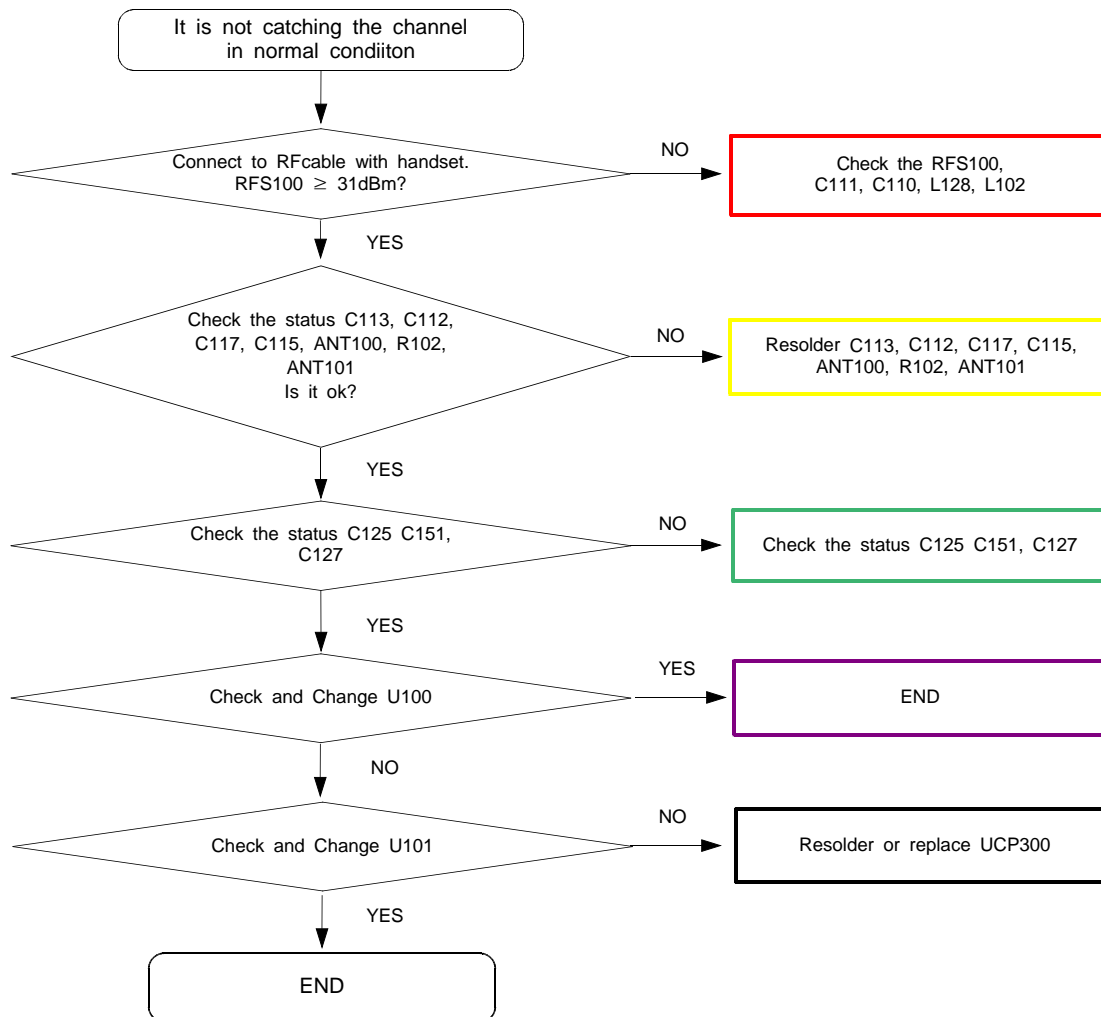 It is not catching the channel
in normal condiiton
Connect to RFcable with handset.
RFS100 ≥ 31dBm?
NO
Check the RFS100,
C111, C110, L128, L102
YES
Check the status C113, C112,
C117, C115, ANT100, R102,
ANT101
Is it ok?
NO
Resolder C113, C112, C117, C115,
ANT100, R102, ANT101
YES
Check the status C125 C151,
C127
NO
Check the status C125 C151, C127
YES
Check and Change U100
YES
END
NO
Check and Change U101
NO
Resolder or replace UCP300
YES
END